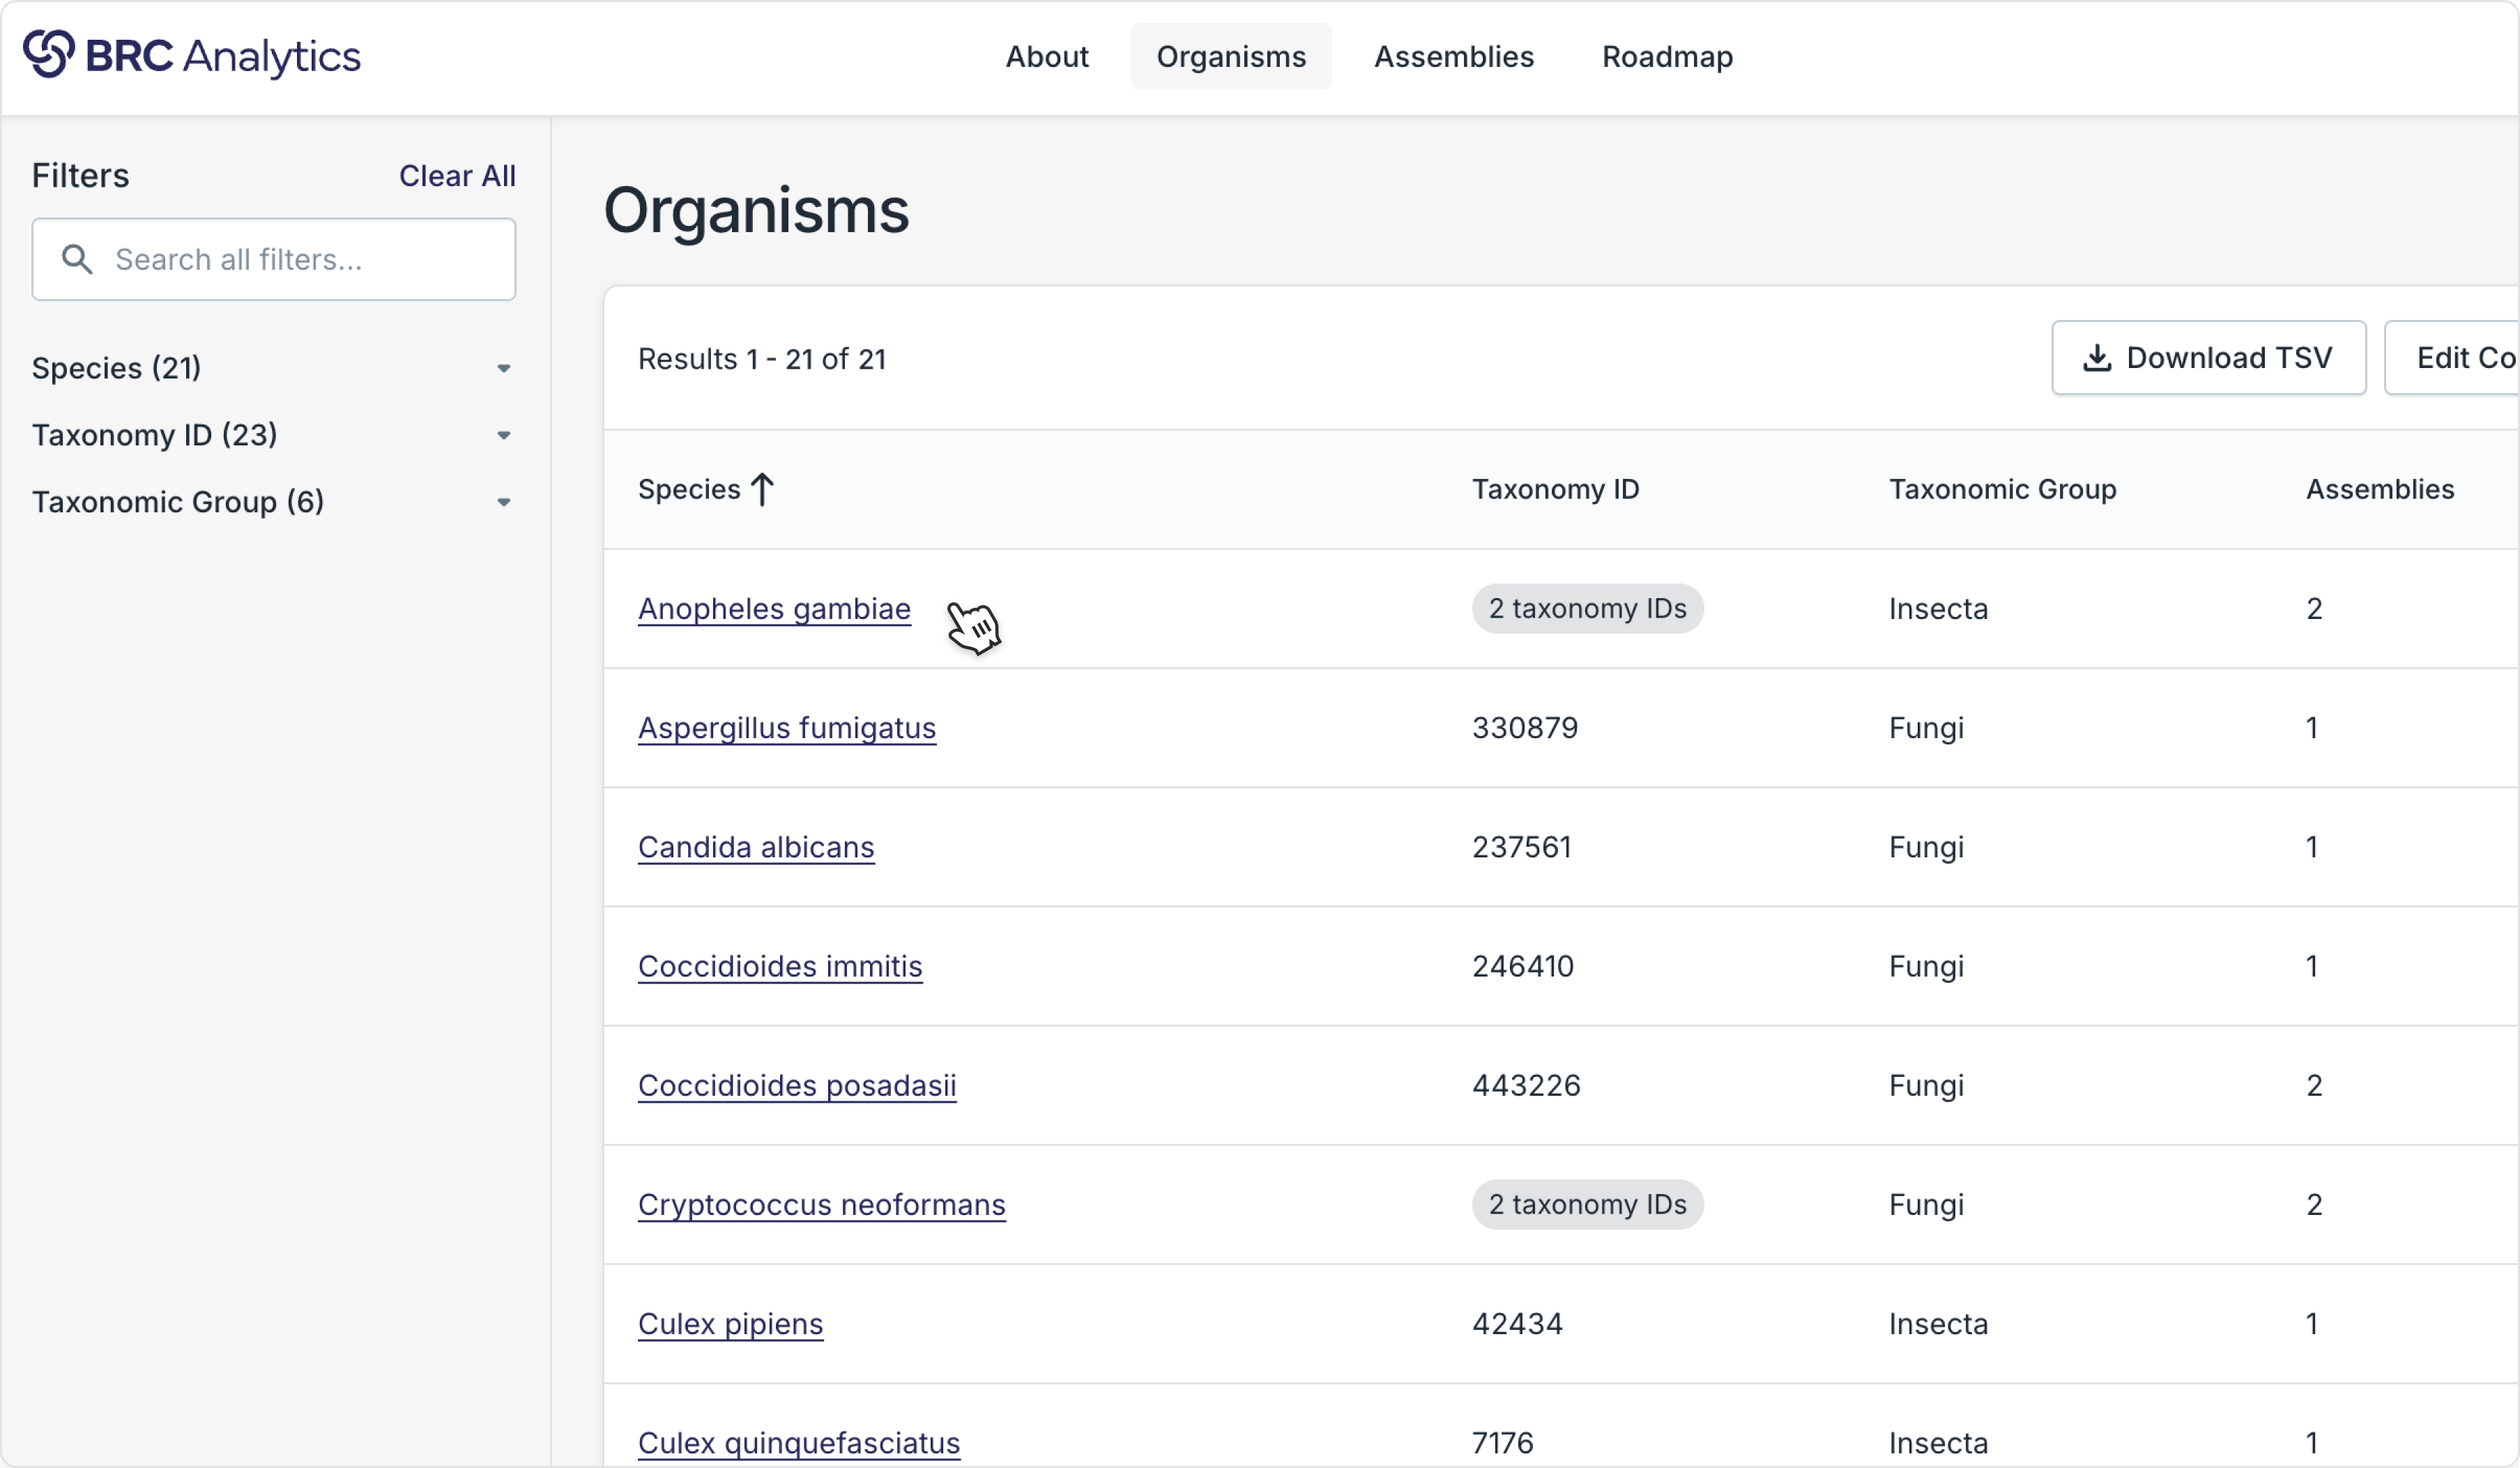 BRC Analytics
About Organisms Assemblies Roadmap
Filters Clear All
Search all filters...
Species (21)
Taxonomy ID (23)
Taxonomic Group (6)
Organisms
Results 1 - 21 of 21 Download TSV Edit Co
Species Taxonomy ID Taxonomic Group Assemblies
Anopheles gambiae 2 taxonomy IDs Insecta 2
Aspergillus fumigatus 330879 Fungi 1
Candida albicans 237561 Fungi 1
Coccidioides immitis 246410 Fungi 1
Coccidioides posadasii 443226 Fungi 2
Cryptococcus neoformans 2 taxonomy IDs Fungi 2
Culex pipiens 42434 Insecta 1
Culex quinquefasciatus 7176 Insecta 1